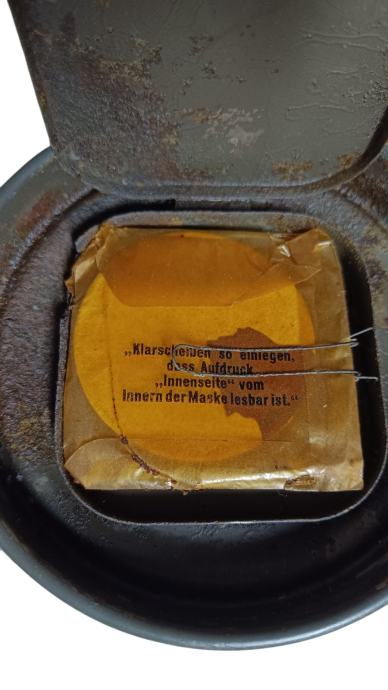 „Klarscheiben so einlegen,
dass Aufdruck
„Innenseite“ vom
Innern der Maske lesbar ist.“